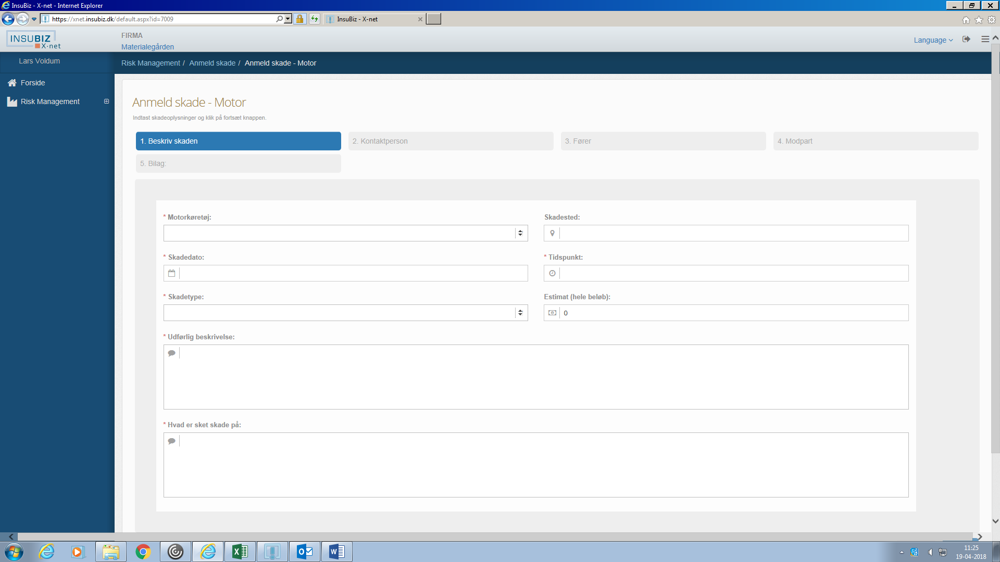 InsuBiz - X-net - Internet Explorer
https://xnet.insubiz.dk/default.aspx?id=7009
InsuBiz - X-net
INSUBIZ
X·net
FIRMA
Materialegården
Language
Lars Voldum
Risk Management / Anmeld skade / Anmeld skade - Motor
Forside
Risk Management
Anmeld skade - Motor
Indtast skadeoplysninger og klik på fortsæt knappen.
1. Beskriv skaden
2. Kontaktperson
3. Fører
4. Modpart
5. Bilag:
* Motorkøretøj:
Skadested:
* Skadedato:
* Tidspunkt:
* Skadetype:
Estimat (hele beløb):
0
* Udførlig beskrivelse:
* Hvad er sket skade på:
11:25
19-04-2018